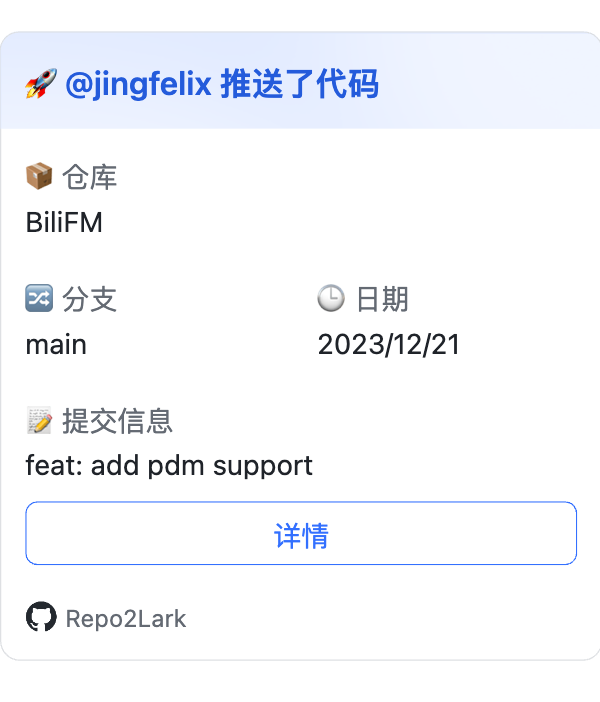 🚀 @jingfelix 推送了代码
📦 仓库
BiliFM
🔀 分支
main
🕒 日期
2023/12/21
📝 提交信息
feat: add pdm support
详情
Repo2Lark